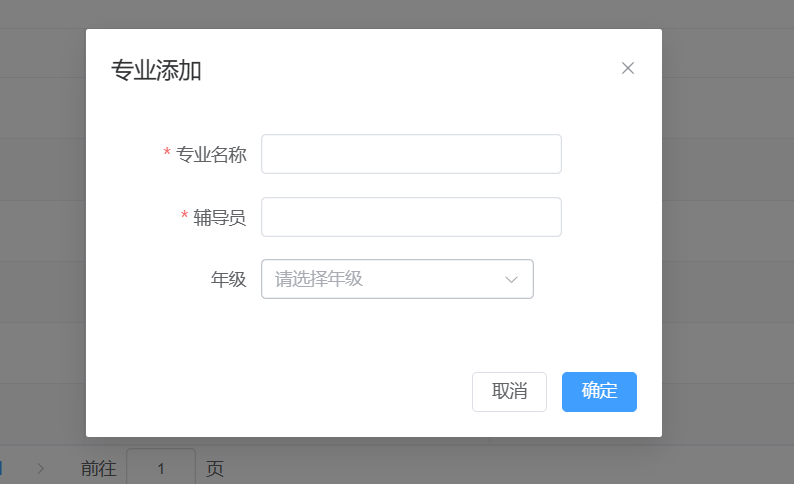 专业添加
* 专业名称
* 辅导员
年级 请选择年级
取消 确定
前往 1 页